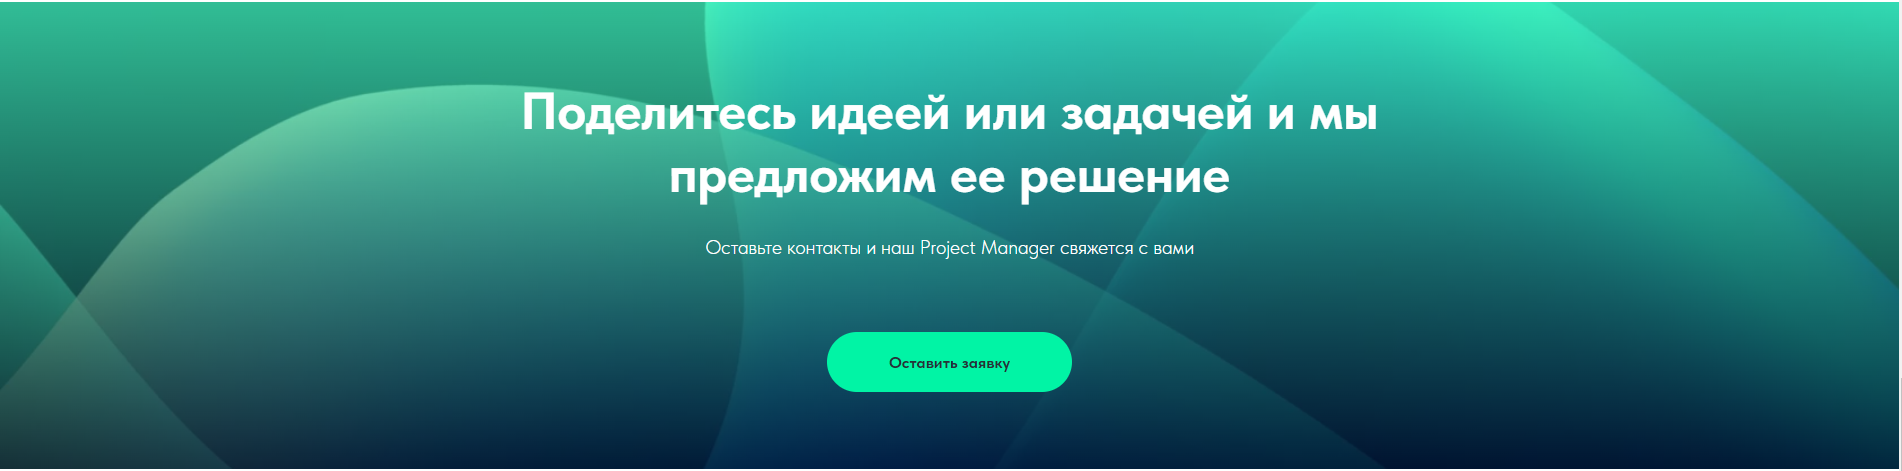 Поделитесь идеей или задачей и мы
предложим ее решение
Оставьте контакты и наш Project Manager свяжется с вами
Оставить заявку